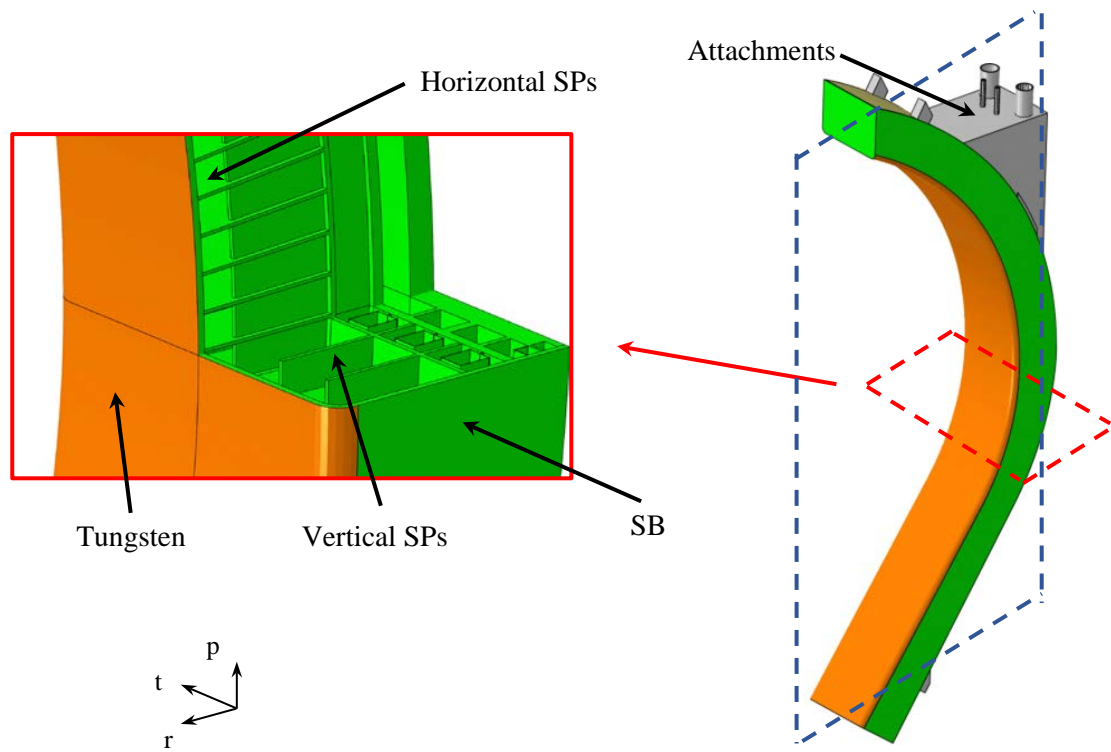 Attachments
Horizontal SPs
Tungsten
Vertical SPs
SB
p
t
r